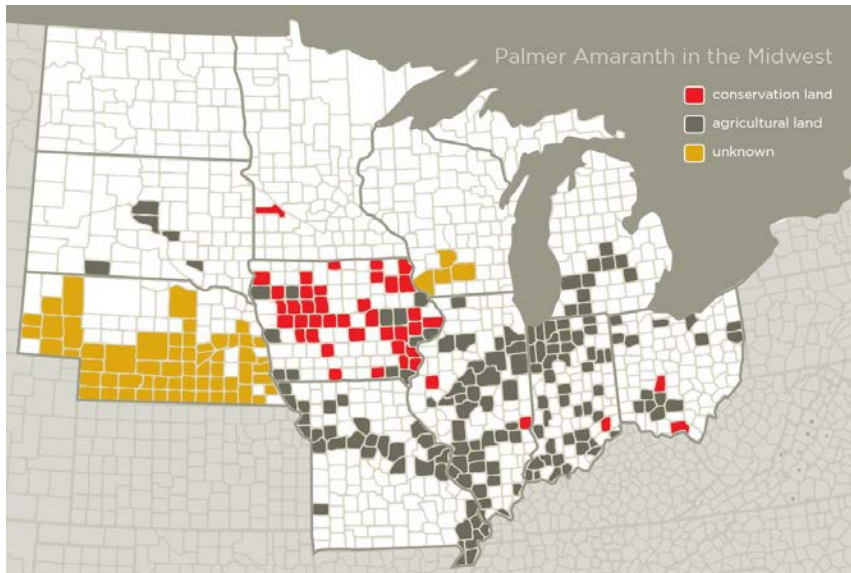 Palmer Amaranth in the Midwest
conservation land
agricultural land
unknown